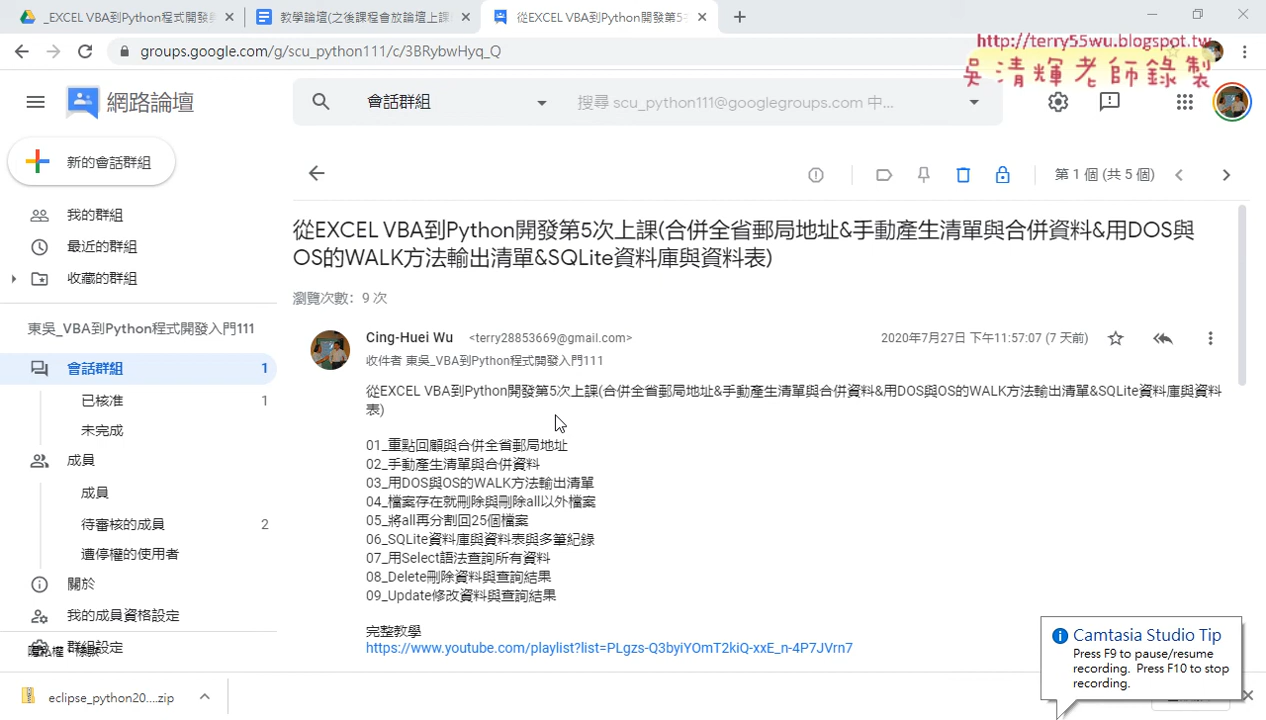 _EXCEL VBA到Python程式開發
教學論壇(之後課程會放論壇上課
從EXCEL VBA到Python開發第5
groups.google.com/g/scu_python111/c/3BRybwHyq_Q
http://terry55wu.blogspot.tw
吳清輝老師錄製
網路論壇
會話群組
搜尋 scu_python111@googlegroups.com 中...
新的會話群組
第 1 個 (共 5 個)
我的群組
最近的群組
收藏的群組
東吳_VBA到Python程式開發入門111
會話群組 1
已核准 1
未完成
成員
成員
待審核的成員 2
遭停權的使用者
關於
我的成員資格設定
群組設定
隱私權
從EXCEL VBA到Python開發第5次上課(合併全省郵局地址&手動產生清單與合併資料&用DOS與
OS的WALK方法輸出清單&SQLite資料庫與資料表)
瀏覽次數: 9 次
Cing-Huei Wu <terry28853669@gmail.com>
2020年7月27日 下午11:57:07 (7 天前)
收件者 東吳_VBA到Python程式開發入門111
從EXCEL VBA到Python開發第5次上課(合併全省郵局地址&手動產生清單與合併資料&用DOS與OS的WALK方法輸出清單&SQLite資料庫與資料
表)
01_重點回顧與合併全省郵局地址
02_手動產生清單與合併資料
03_用DOS與OS的WALK方法輸出清單
04_檔案存在就刪除與刪除all以外檔案
05_將all再分割回25個檔案
06_SQLite資料庫與資料表與多筆紀錄
07_用Select語法查詢所有資料
08_Delete刪除資料與查詢結果
09_Update修改資料與查詢結果
完整教學
https://www.youtube.com/playlist?list=PLgzs-Q3byiYOmT2kiQ-xxE_n-4P7JVrn7
Camtasia Studio Tip
Press F9 to pause/resume
recording. Press F10 to stop
recording.
eclipse_python20....zip